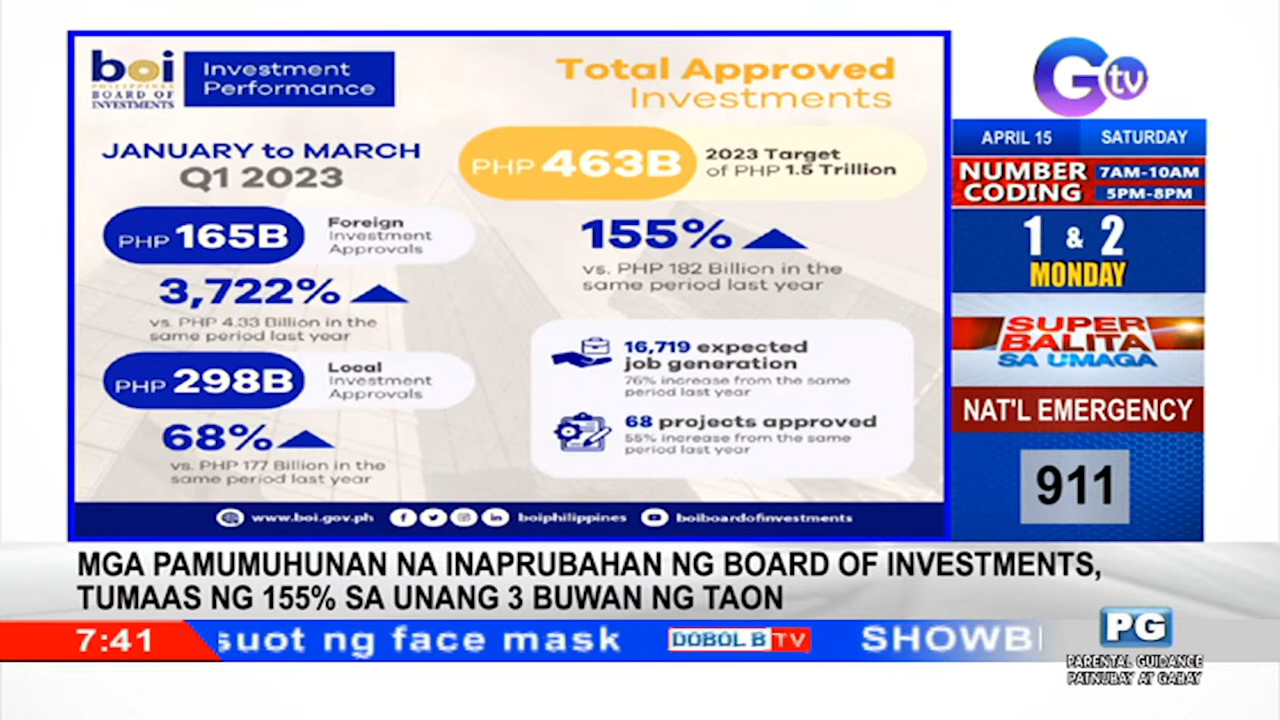 boi
PHILIPPINES
BOARD OF
INVESTMENTS
Investment
Performance
JANUARY to MARCH
Q1 2023
PHP 165B
Foreign
Investment
Approvals
3,722%
vs. PHP 4.33 Billion in the
same period last year
PHP 298B
Local
Investment
Approvals
68%
vs. PHP 177 Billion in the
same period last year
Total Approved
Investments
PHP 463B
2023 Target
of PHP 1.5 Trillion
155%
vs. PHP 182 Billion in the
same period last year
16,719 expected
job generation
76% increase from the same
period last year
68 projects approved
55% increase from the same
period last year
www.boi.gov.ph
boiphilippines
boiboardofinvestments
Gtv
APRIL 15 SATURDAY
NUMBER
CODING
7AM-10AM
5PM-8PM
1 & 2
MONDAY
SUPER
BALITA
SA UMAGA
NAT'L EMERGENCY
911
MGA PAMUMUHUNAN NA INAPRUBAHAN NG BOARD OF INVESTMENTS,
TUMAAS NG 155% SA UNANG 3 BUWAN NG TAON
7:41 suot ng face mask DOBOL B TV SHOWB
PG
PARENTAL GUIDANCE
PATNUBAY AT GABAY